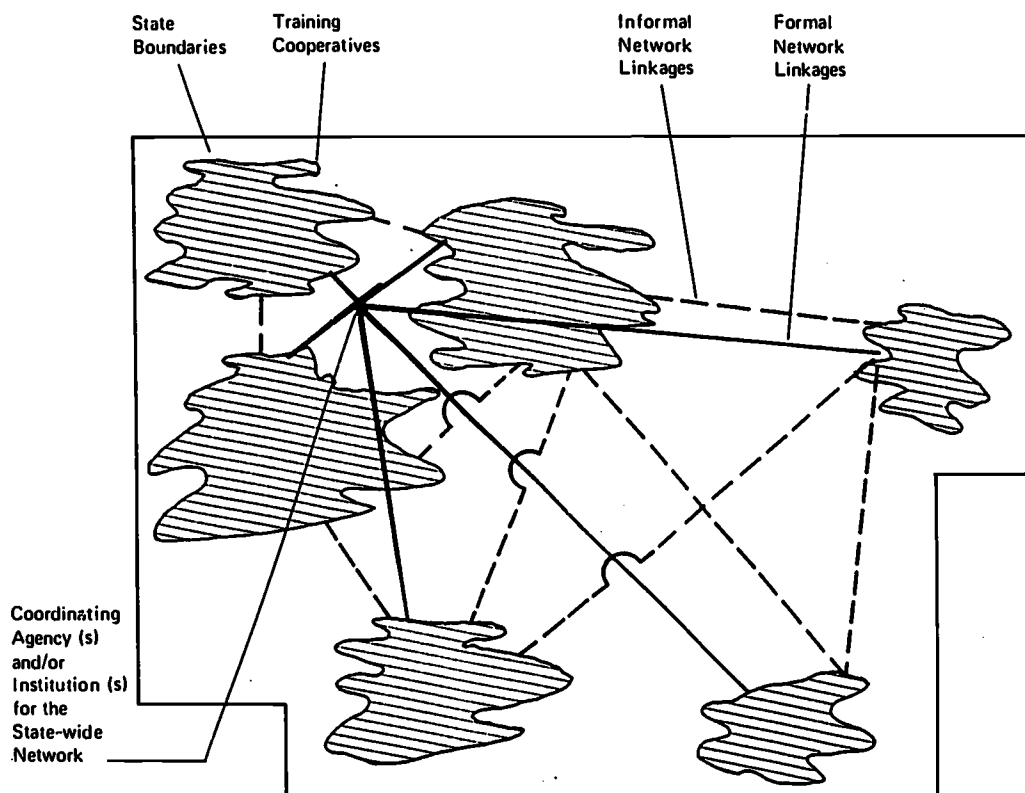 State
Boundaries
Training
Cooperatives
Informal
Network
Linkages
Formal
Network
Linkages
Coordinating
Agency (s)
and/or
Institution (s)
for the
State-wide
Network